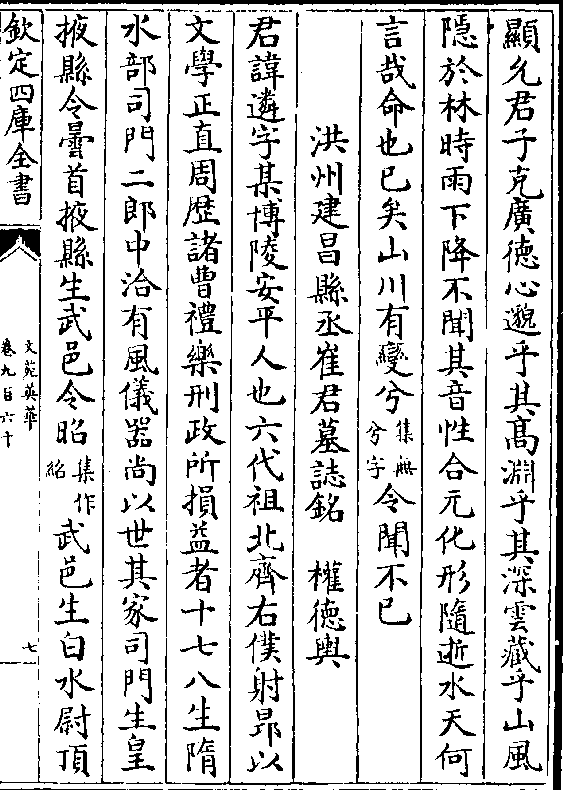 顯允君子克廣德心邈乎其髙淵乎其深雲藏乎山風
隠於林時雨下降不聞其音性合元化形隨逝水天何
言哉命也已矣山川有變兮集無兮字令聞不已
洪州建昌縣丞崔君墓誌銘 權德輿
君諱遴字某博陵安平人也六代祖北齊右僕射昻以
文學正直周歴諸曹禮樂刑政所損益者十七八生隋
水部司門二郎中洽有風儀器尚以世其家司門生皇
掖縣令曇首掖縣生武邑令昭集作紹武邑生白水尉頂
欽定四庫全書
文苑英華
卷九百六十
七